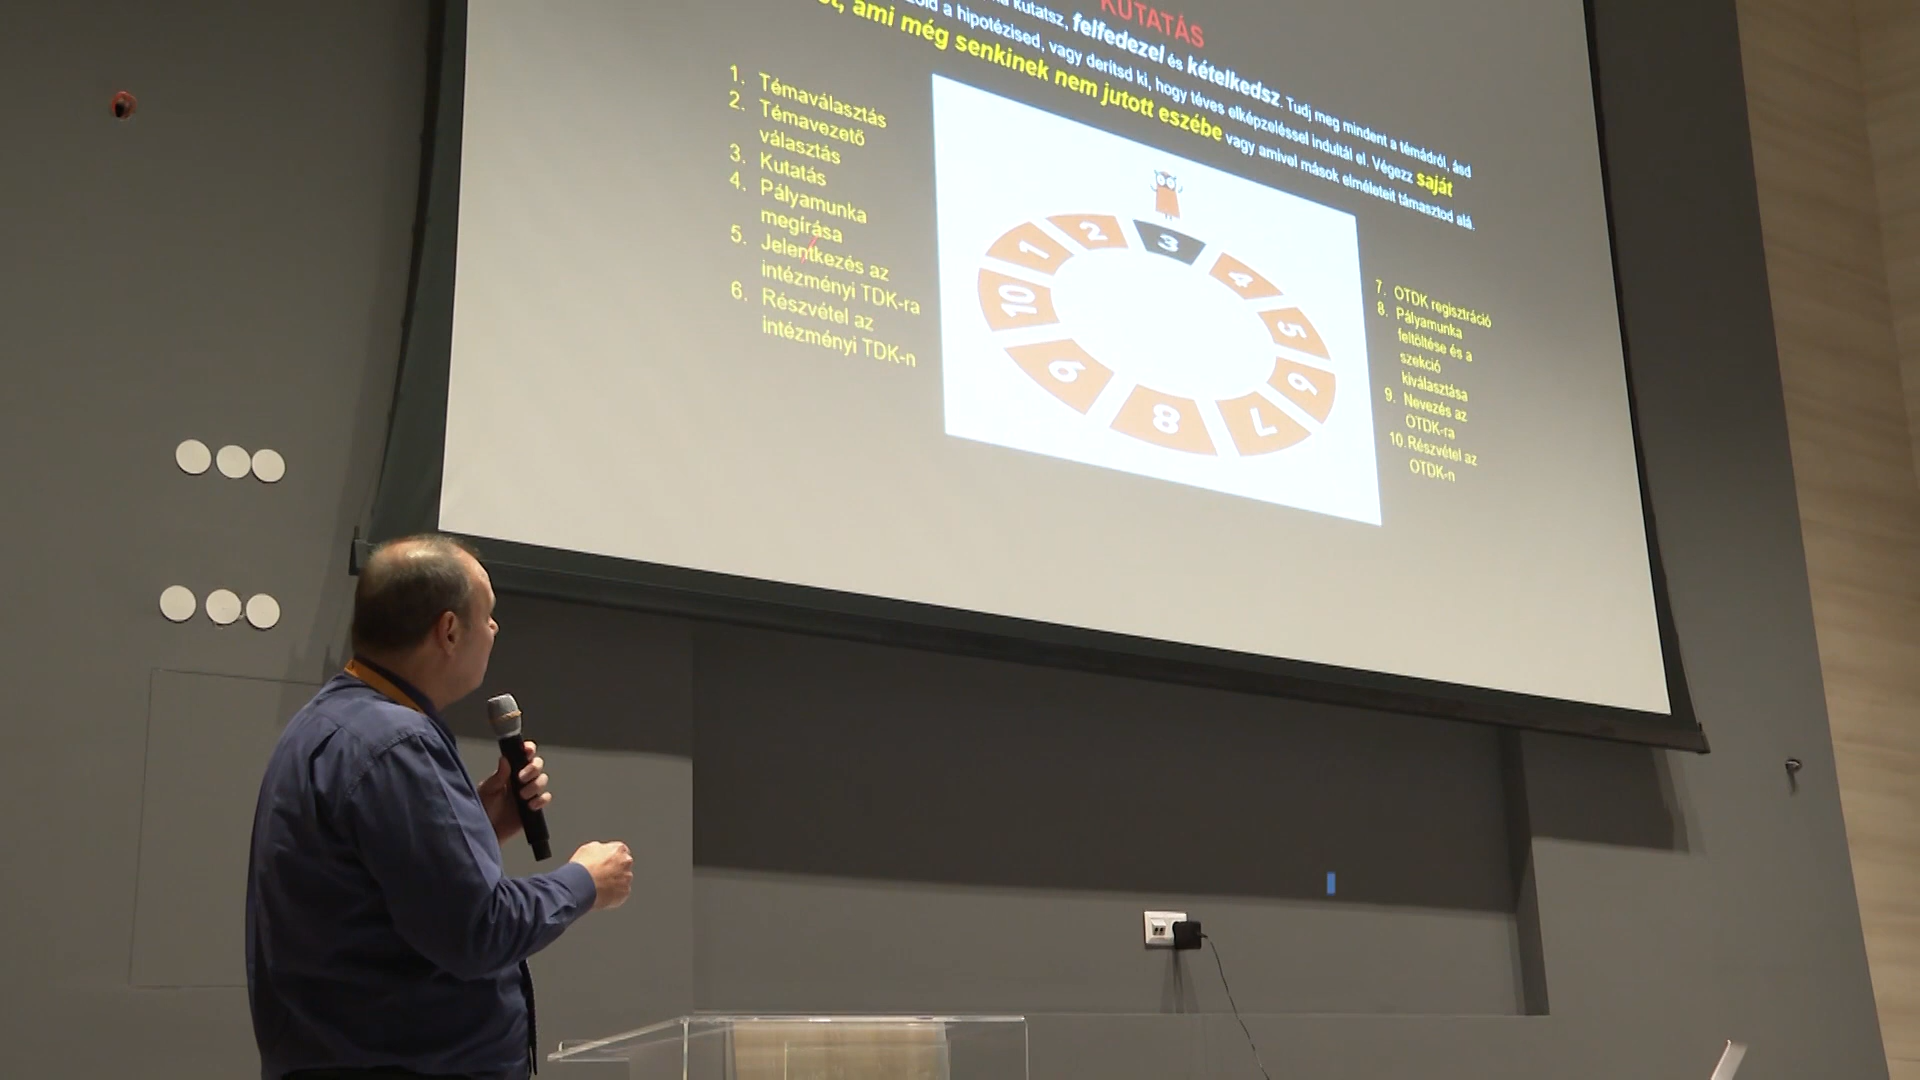 KUTATÁS
kutatsz, felfedezel és kételkedsz. Tudj meg mindent a témádról, ásd
a hipotézised, vagy derítsd ki, hogy téves elképzeléssel indultál el. Végezz saját
ami még senkinek nem jutott eszébe vagy amivel mások elméleteit támasztod alá.
1. Témaválasztás
2. Témavezető
választás
3. Kutatás
4. Pályamunka
megírása
5. Jelentkezés az
intézményi TDK-ra
6. Részvétel az
intézményi TDK-n
1
2
3
4
5
6
7
8
9
10
7. OTDK regisztráció
8. Pályamunka
feltöltése és a
szekció
kiválasztása
9. Nevezés az
OTDK-ra
10. Részvétel az
OTDK-n